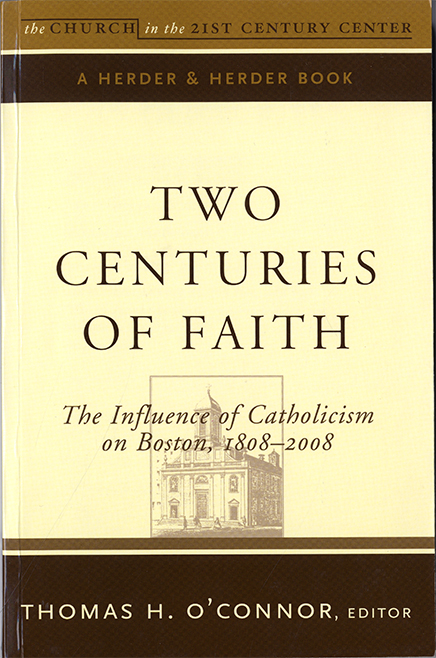 the CHURCH in the 21ST CENTURY CENTER
A HERDER & HERDER BOOK
TWO
CENTURIES
OF FAITH
The Influence of Catholicism
on Boston, 1808–2008
THOMAS H. O'CONNOR, EDITOR